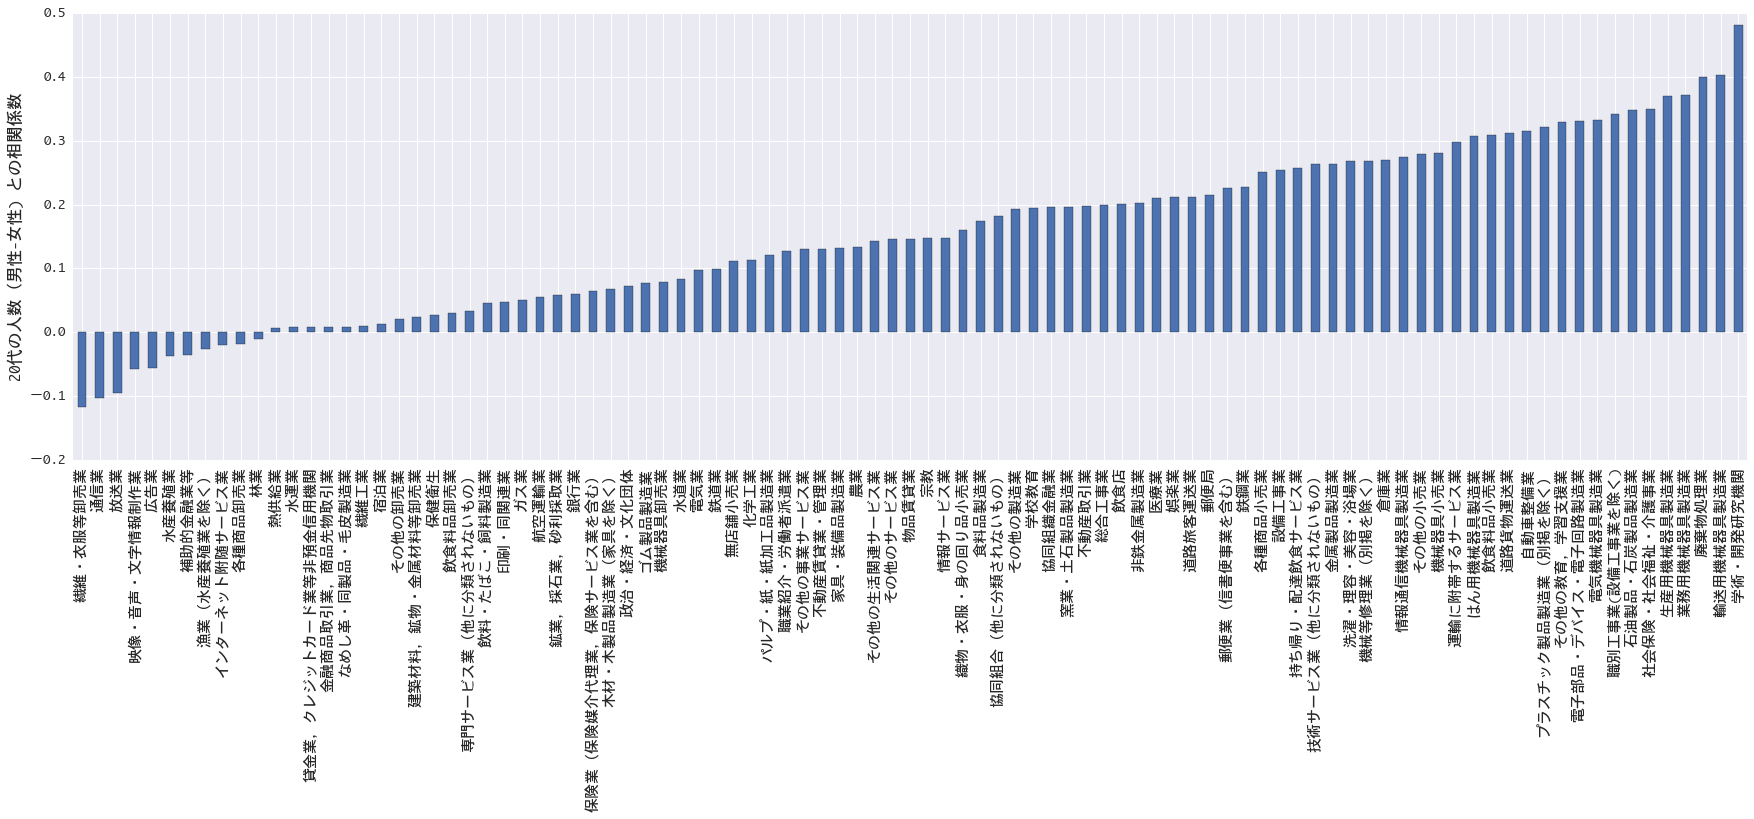 20代の人数 (男性-女性) との相関係数
0.5
0.4
0.3
0.2
0.1
0.0
−0.1
−0.2
繊維・衣服等卸売業
通信業
放送業
映像・音声・文字情報制作業
広告業
水産養殖業
補助的金融業等
漁業（水産養殖業を除く）
インターネット附随サービス業
各種商品卸売業
林業
熱供給業
水運業
貸金業，クレジットカード業等非預金信用機関
金融商品取引業，商品先物取引業
なめし革・同製品・毛皮製造業
繊維工業
宿泊業
その他の卸売業
建築材料，鉱物・金属材料等卸売業
保健衛生
飲食料品卸売業
専門サービス業（他に分類されないもの）
飲料・たばこ・飼料製造業
印刷・同関連業
ガス業
航空運輸業
鉱業，採石業，砂利採取業
銀行業
保険業（保険媒介代理業，保険サービス業を含む）
木材・木製品製造業（家具を除く）
政治・経済・文化団体
ゴム製品製造業
機械器具卸売業
水道業
電気業
鉄道業
無店舗小売業
化学工業
パルプ・紙・紙加工品製造業
職業紹介・労働者派遣業
その他の事業サービス業
不動産賃貸業・管理業
家具・装備品製造業
農業
その他の生活関連サービス業
その他のサービス業
物品賃貸業
宗教
情報サービス業
織物・衣服・身の回り品小売業
食料品製造業
協同組合（他に分類されないもの）
その他の製造業
学校教育
協同組織金融業
窯業・土石製品製造業
不動産取引業
総合工事業
飲食店
非鉄金属製造業
医療業
娯楽業
道路旅客運送業
郵便局
郵便業（信書便事業を含む）
鉄鋼業
各種商品小売業
設備工事業
持ち帰り・配達飲食サービス業
技術サービス業（他に分類されないもの）
金属製品製造業
洗濯・理容・美容・浴場業
機械等修理業（別掲を除く）
倉庫業
情報通信機械器具製造業
その他の小売業
機械器具小売業
運輸に附帯するサービス業
はん用機械器具製造業
飲食料品小売業
道路貨物運送業
自動車整備業
プラスチック製品製造業（別掲を除く）
その他の教育，学習支援業
電子部品・デバイス・電子回路製造業
電気機械器具製造業
職別工事業(設備工事業を除く)
石油製品・石炭製品製造業
社会保険・社会福祉・介護事業
生産用機械器具製造業
業務用機械器具製造業
廃棄物処理業
輸送用機械器具製造業
学術・開発研究機関